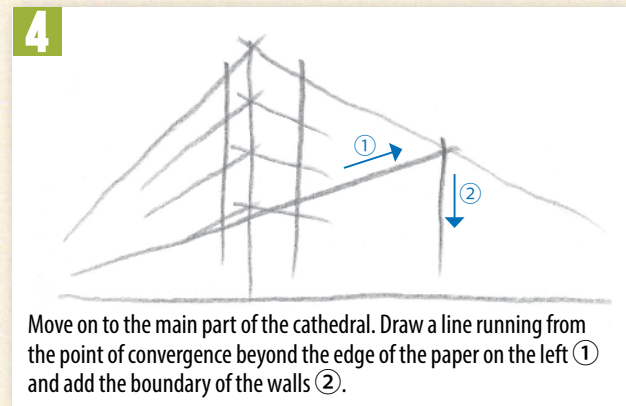 4
①
②
Move on to the main part of the cathedral. Draw a line running from
the point of convergence beyond the edge of the paper on the left ①
and add the boundary of the walls ②.